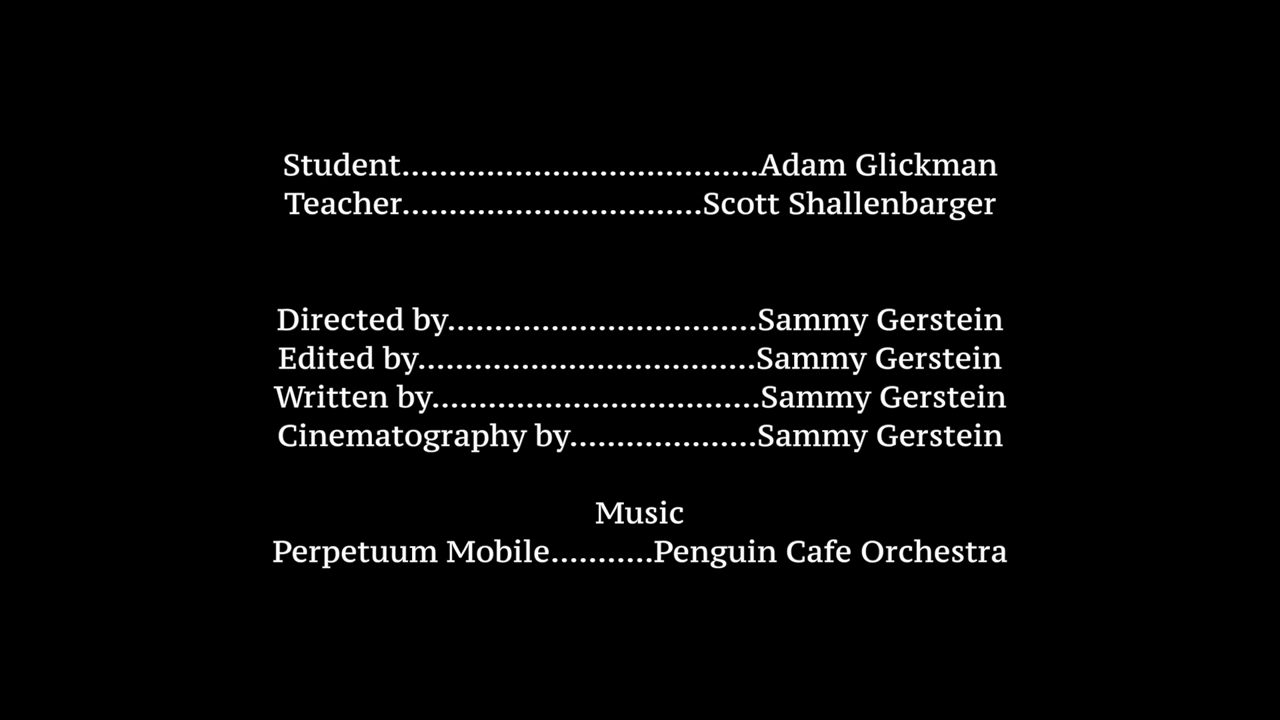 Student......................................Adam Glickman
Teacher................................Scott Shallenbarger
Directed by.................................Sammy Gerstein
Edited by....................................Sammy Gerstein
Written by...................................Sammy Gerstein
Cinematography by....................Sammy Gerstein
Music
Perpetuum Mobile...........Penguin Cafe Orchestra